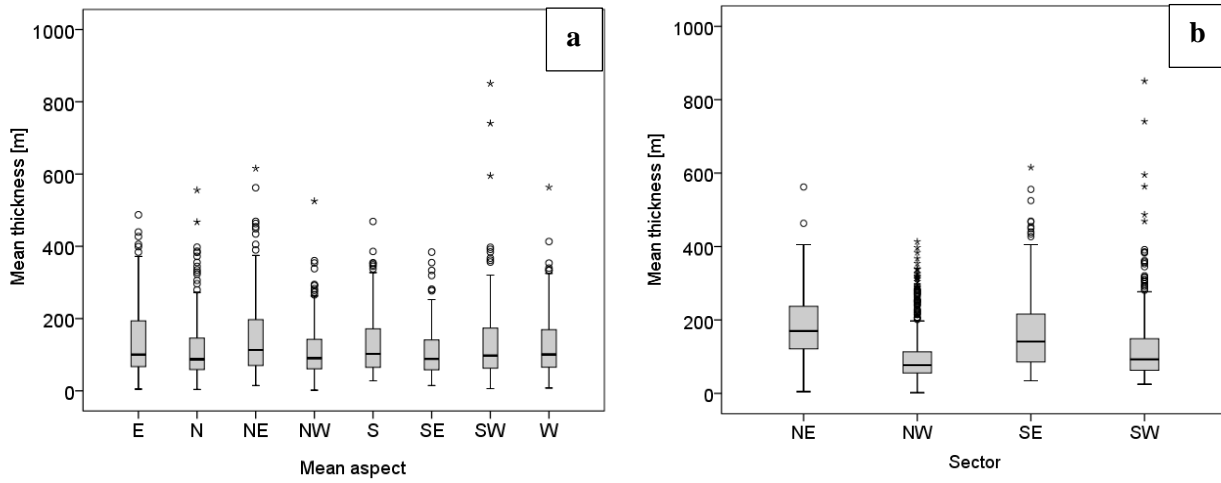 a
1000
800
600
400
200
0
Mean thickness [m]
E N NE NW S SE SW W
Mean aspect
b
1000
800
600
400
200
0
Mean thickness [m]
NE NW SE SW
Sector